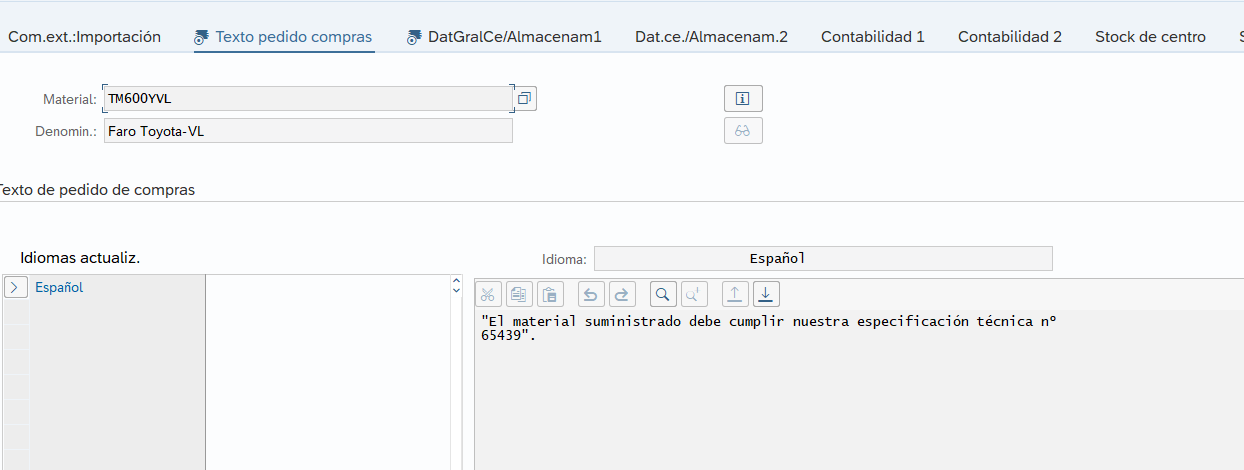 Com.ext.:Importación Texto pedido compras DatGralCe/Almacenam1 Dat.ce./Almacenam.2 Contabilidad 1 Contabilidad 2 Stock de centro
Material: TM600YVL
Denomin.: Faro Toyota-VL
Texto de pedido de compras
Idiomas actualiz.
Español
Idioma: Español
"El material suministrado debe cumplir nuestra especificación técnica nº
65439".